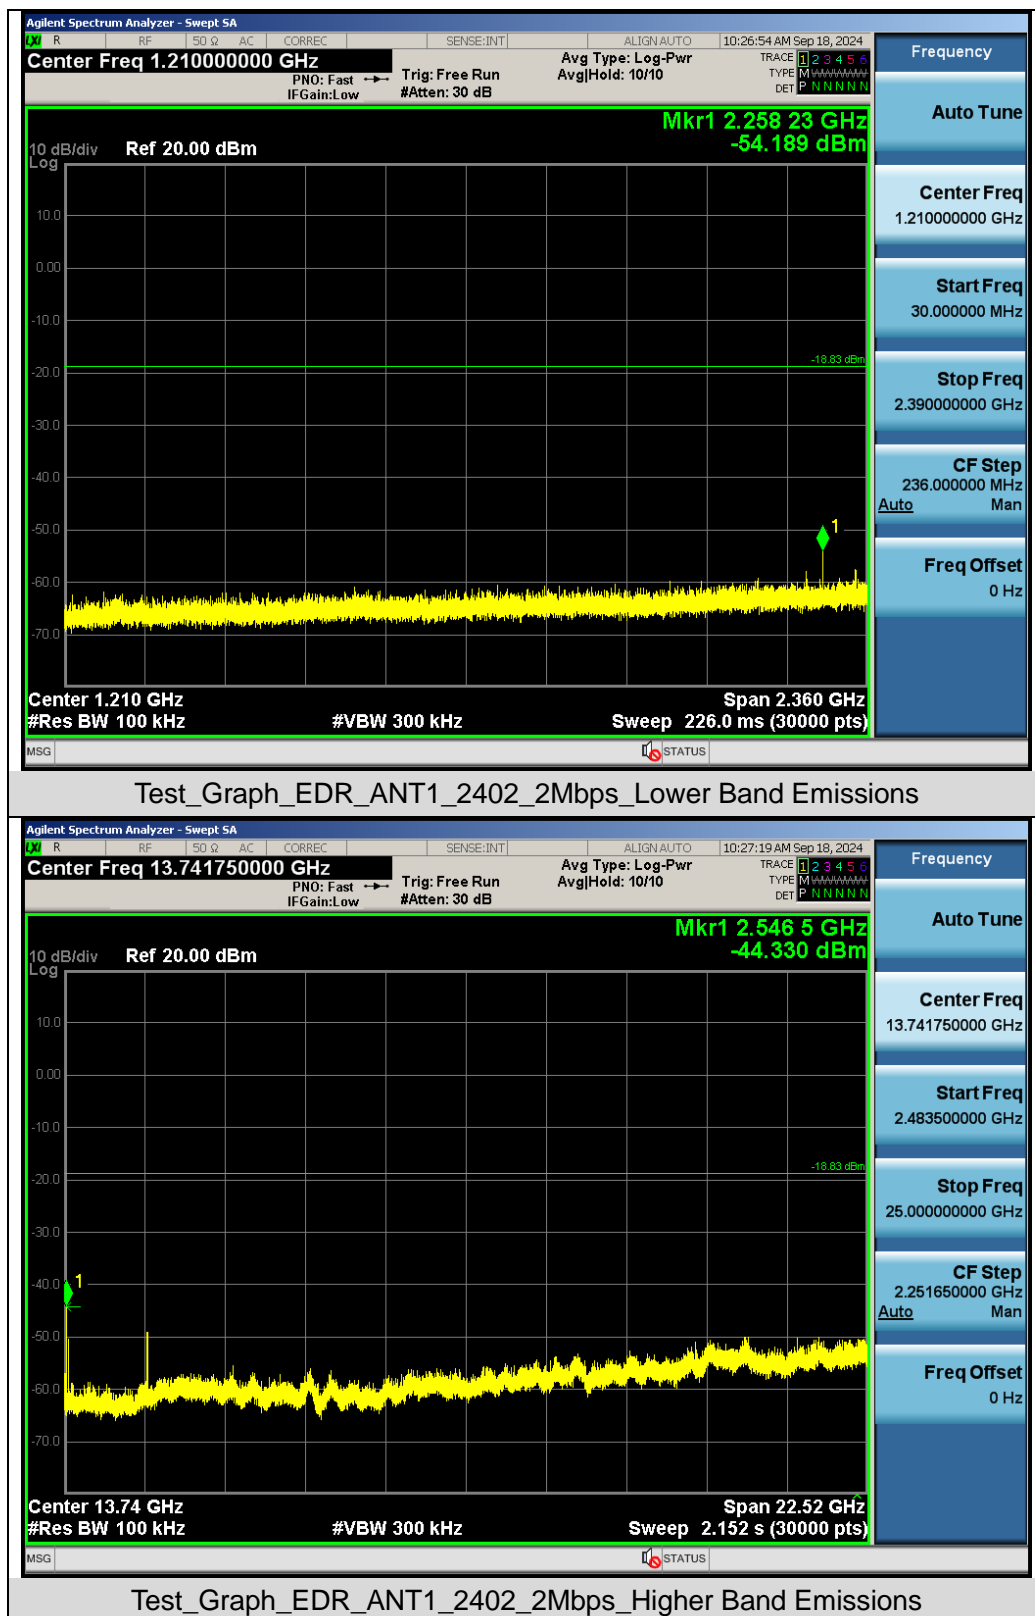 Agilent Spectrum Analyzer - Swept SA
LXI R RF 50 Ω AC CORREC SENSE:INT ALIGN AUTO 10:26:54 AM Sep 18, 2024
Center Freq 1.210000000 GHz
PNO: Fast
IFGain:Low
Trig: Free Run
#Atten: 30 dB
Avg Type: Log-Pwr
Avg|Hold: 10/10
TRACE 1 2 3 4 5 6
TYPE M
DET P N N N N N
Mkr1 2.258 23 GHz
-54.189 dBm
10 dB/div Ref 20.00 dBm
Log
10.0
0.00
-10.0
-18.83 dBm
-20.0
-30.0
-40.0
-50.0
1
-60.0
-70.0
Center 1.210 GHz Span 2.360 GHz
#Res BW 100 kHz #VBW 300 kHz Sweep 226.0 ms (30000 pts)
MSG STATUS
Frequency
Auto Tune
Center Freq
1.210000000 GHz
Start Freq
30.000000 MHz
Stop Freq
2.390000000 GHz
CF Step
236.000000 MHz
Auto Man
Freq Offset
0 Hz
Test_Graph_EDR_ANT1_2402_2Mbps_Lower Band Emissions
Agilent Spectrum Analyzer - Swept SA
LXI R RF 50 Ω AC CORREC SENSE:INT ALIGN AUTO 10:27:19 AM Sep 18, 2024
Center Freq 13.741750000 GHz
PNO: Fast
IFGain:Low
Trig: Free Run
#Atten: 30 dB
Avg Type: Log-Pwr
Avg|Hold: 10/10
TRACE 1 2 3 4 5 6
TYPE M
DET P N N N N N
Mkr1 2.546 5 GHz
-44.330 dBm
10 dB/div Ref 20.00 dBm
Log
10.0
0.00
-10.0
-18.83 dBm
-20.0
-30.0
-40.0
1
-50.0
-60.0
-70.0
Center 13.74 GHz Span 22.52 GHz
#Res BW 100 kHz #VBW 300 kHz Sweep 2.152 s (30000 pts)
MSG STATUS
Frequency
Auto Tune
Center Freq
13.741750000 GHz
Start Freq
2.483500000 GHz
Stop Freq
25.000000000 GHz
CF Step
2.251650000 GHz
Auto Man
Freq Offset
0 Hz
Test_Graph_EDR_ANT1_2402_2Mbps_Higher Band Emissions